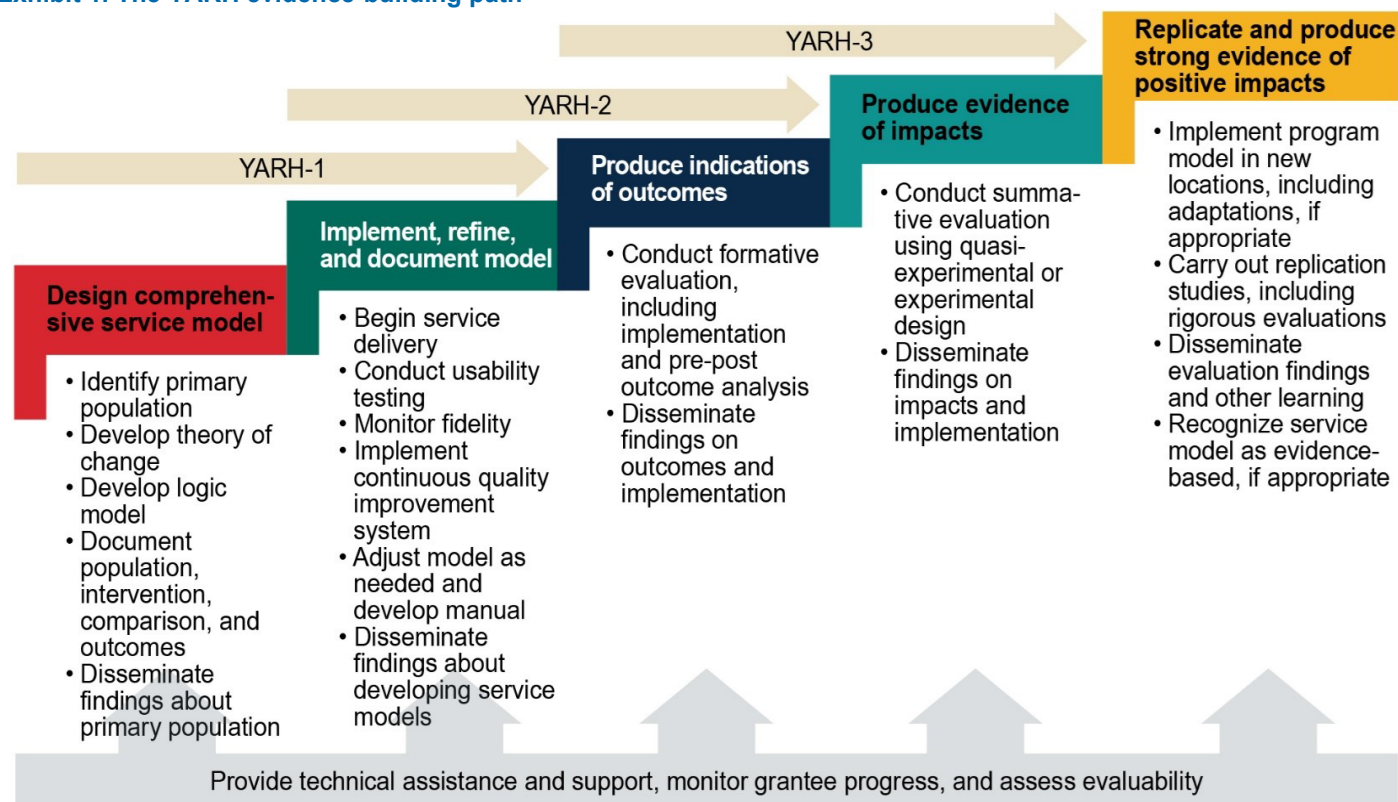 Exhibit 1. The YARH evidence-building path
YARH-3
YARH-2
YARH-1
Design comprehen-
sive service model
• Identify primary
population
• Develop theory of
change
• Develop logic
model
• Document
population,
intervention,
comparison, and
outcomes
• Disseminate
findings about
primary population
Implement, refine,
and document model
• Begin service
delivery
• Conduct usability
testing
• Monitor fidelity
• Implement
continuous quality
improvement
system
• Adjust model as
needed and
develop manual
• Disseminate
findings about
developing service
models
Produce indications
of outcomes
• Conduct formative
evaluation,
including
implementation
and pre-post
outcome analysis
• Disseminate
findings on
outcomes and
implementation
Produce evidence
of impacts
• Conduct summa-
tive evaluation
using quasi-
experimental or
experimental
design
• Disseminate
findings on
impacts and
implementation
Replicate and produce
strong evidence of
positive impacts
• Implement program
model in new
locations, including
adaptations, if
appropriate
• Carry out replication
studies, including
rigorous evaluations
• Disseminate
evaluation findings
and other learning
• Recognize service
model as evidence-
based, if appropriate
Provide technical assistance and support, monitor grantee progress, and assess evaluability